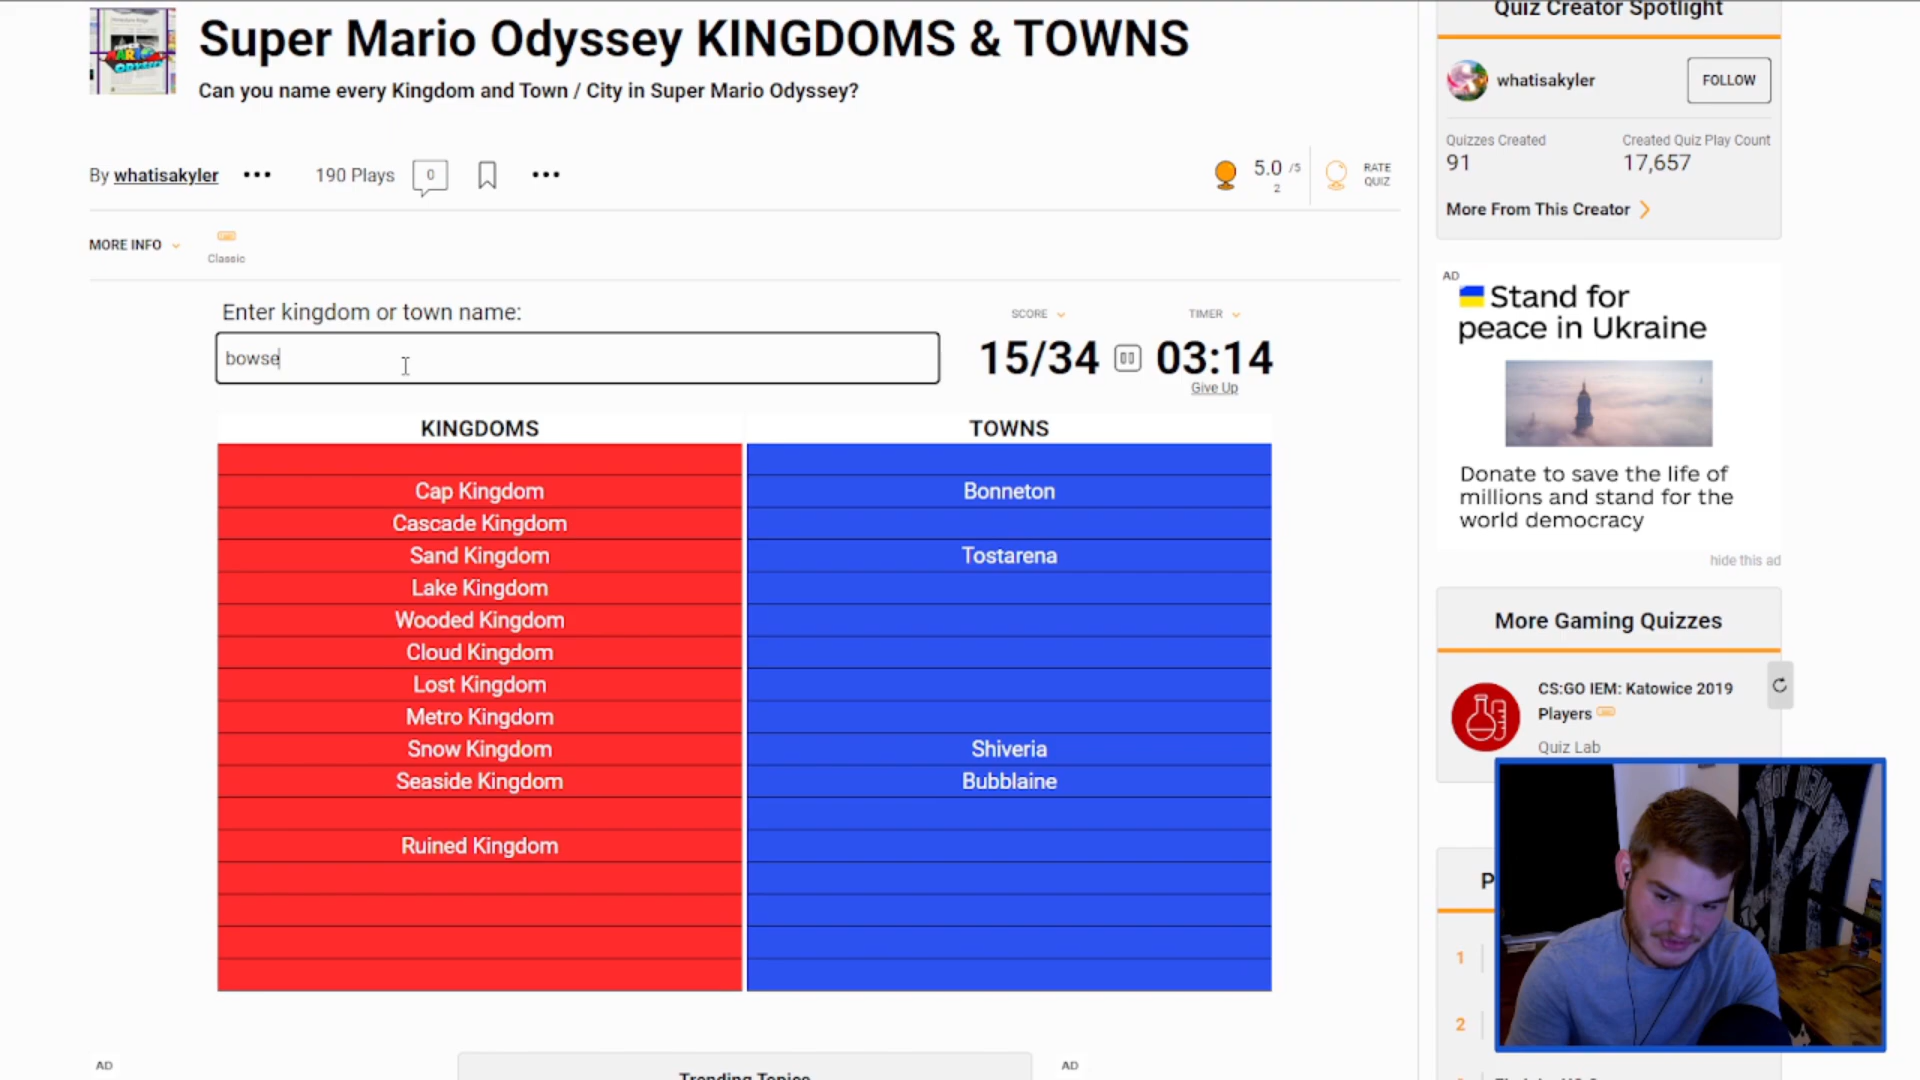 Super Mario Odyssey KINGDOMS & TOWNS
Can you name every Kingdom and Town / City in Super Mario Odyssey?
By whatisakyler ••• 190 Plays 0 •••
5.0 /5
2
RATE
QUIZ
MORE INFO
Classic
Enter kingdom or town name:
bowse
SCORE
15/34
TIMER
03:14
Give Up
KINGDOMS TOWNS
Cap Kingdom Bonneton
Cascade Kingdom
Sand Kingdom Tostarena
Lake Kingdom
Wooded Kingdom
Cloud Kingdom
Lost Kingdom
Metro Kingdom
Snow Kingdom Shiveria
Seaside Kingdom Bubblaine
Ruined Kingdom
AD
Trending Topics
AD
Quiz Creator Spotlight
whatisakyler
FOLLOW
Quizzes Created Created Quiz Play Count
91 17,657
More From This Creator
AD
Stand for
peace in Ukraine
Donate to save the life of
millions and stand for the
world democracy
hide this ad
More Gaming Quizzes
CS:GO IEM: Katowice 2019
Players
Quiz Lab
P
1
2